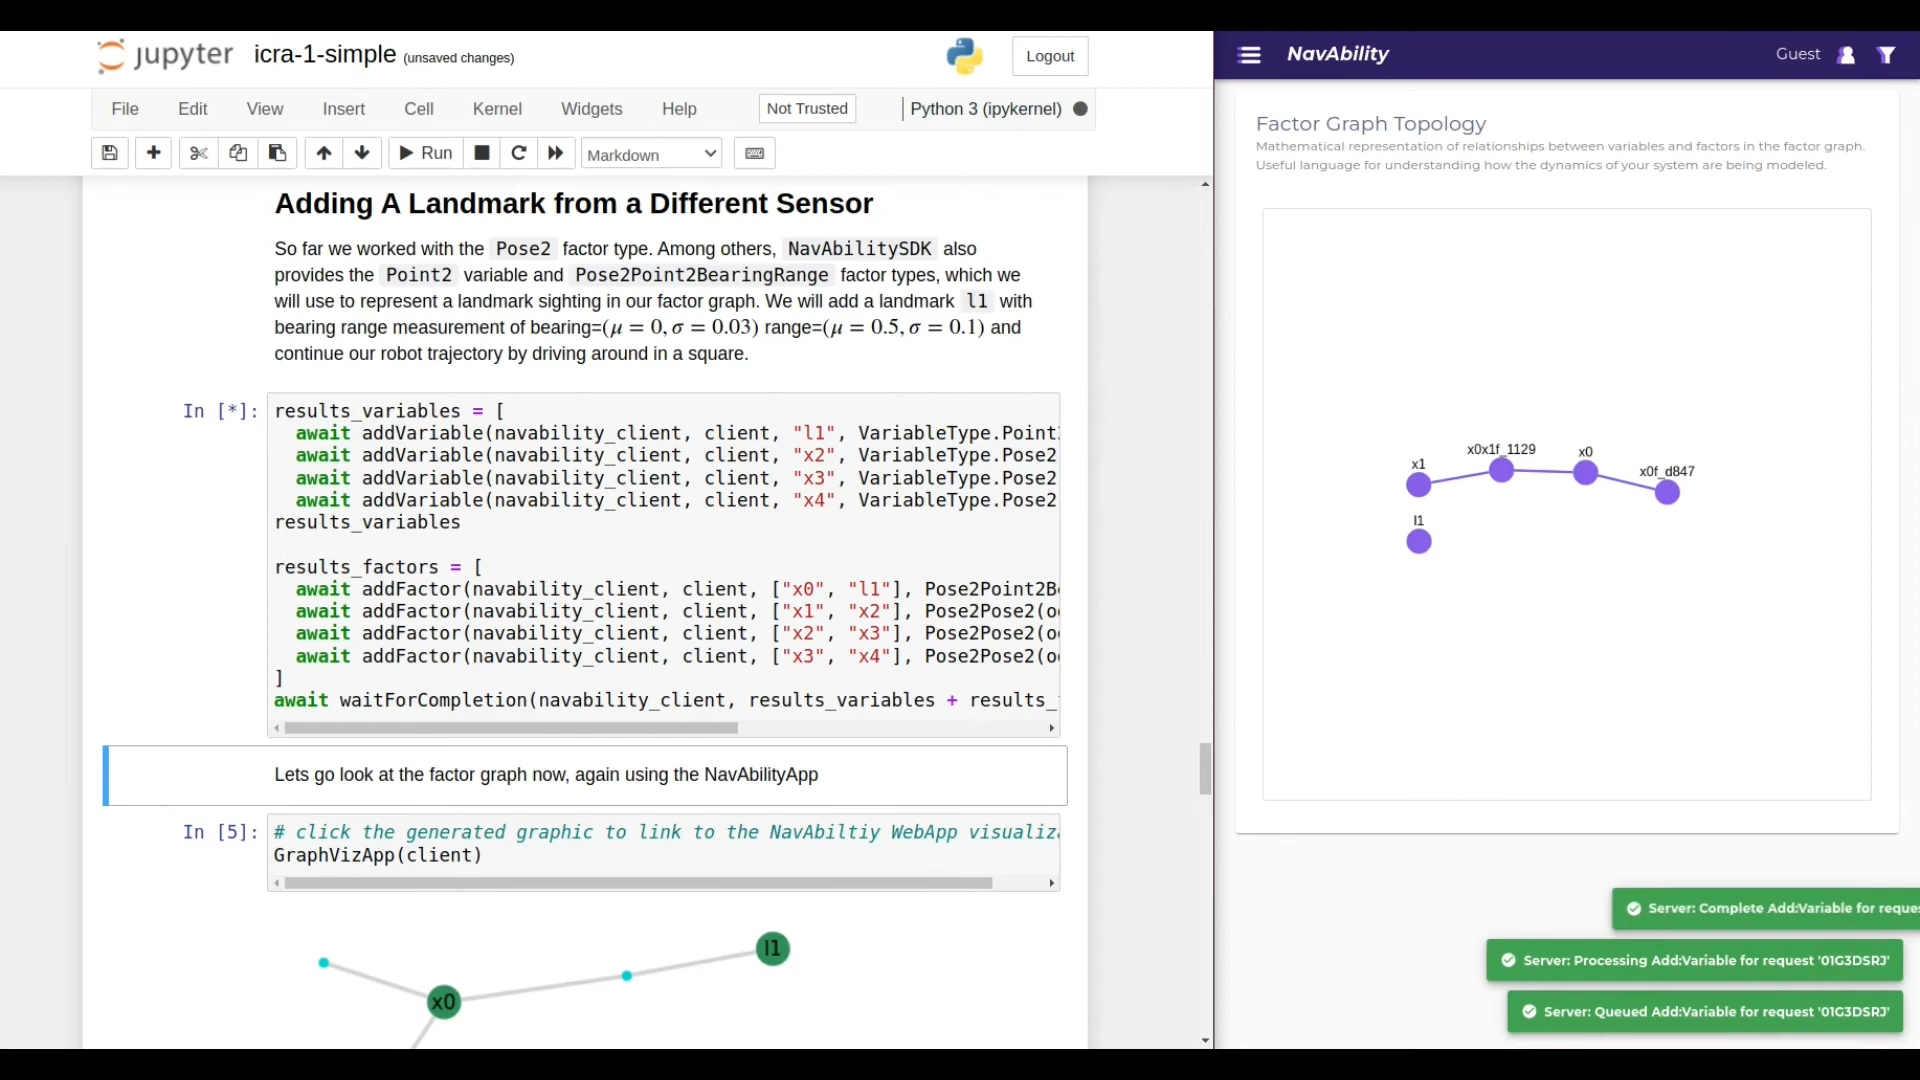 jupyter icra-1-simple (unsaved changes)
Logout
File Edit View Insert Cell Kernel Widgets Help
Not Trusted
Python 3 (ipykernel)
Run
Markdown
Adding A Landmark from a Different Sensor
So far we worked with the Pose2 factor type. Among others, NavAbilitySDK also
provides the Point2 variable and Pose2Point2BearingRange factor types, which we
will use to represent a landmark sighting in our factor graph. We will add a landmark l1 with
bearing range measurement of bearing=(μ = 0, σ = 0.03) range=(μ = 0.5, σ = 0.1) and
continue our robot trajectory by driving around in a square.
In [*]:
results_variables = [
await addVariable(navability_client, client, "l1", VariableType.Point
await addVariable(navability_client, client, "x2", VariableType.Pose2
await addVariable(navability_client, client, "x3", VariableType.Pose2
await addVariable(navability_client, client, "x4", VariableType.Pose2
results_variables
results_factors = [
await addFactor(navability_client, client, ["x0", "l1"], Pose2Point2B
await addFactor(navability_client, client, ["x1", "x2"], Pose2Pose2(o
await addFactor(navability_client, client, ["x2", "x3"], Pose2Pose2(o
await addFactor(navability_client, client, ["x3", "x4"], Pose2Pose2(o
]
await waitForCompletion(navability_client, results_variables + results_
Lets go look at the factor graph now, again using the NavAbilityApp
In [5]:
# click the generated graphic to link to the NavAbiltiy WebApp visualiz
GraphVizApp(client)
l1
x0
NavAbility
Guest
Factor Graph Topology
Mathematical representation of relationships between variables and factors in the factor graph.
Useful language for understanding how the dynamics of your system are being modeled.
x0x1f_1129
x0
x1
x0f_d847
l1
Server: Complete Add:Variable for reque
Server: Processing Add:Variable for request '01G3DSRJ'
Server: Queued Add:Variable for request '01G3DSRJ'